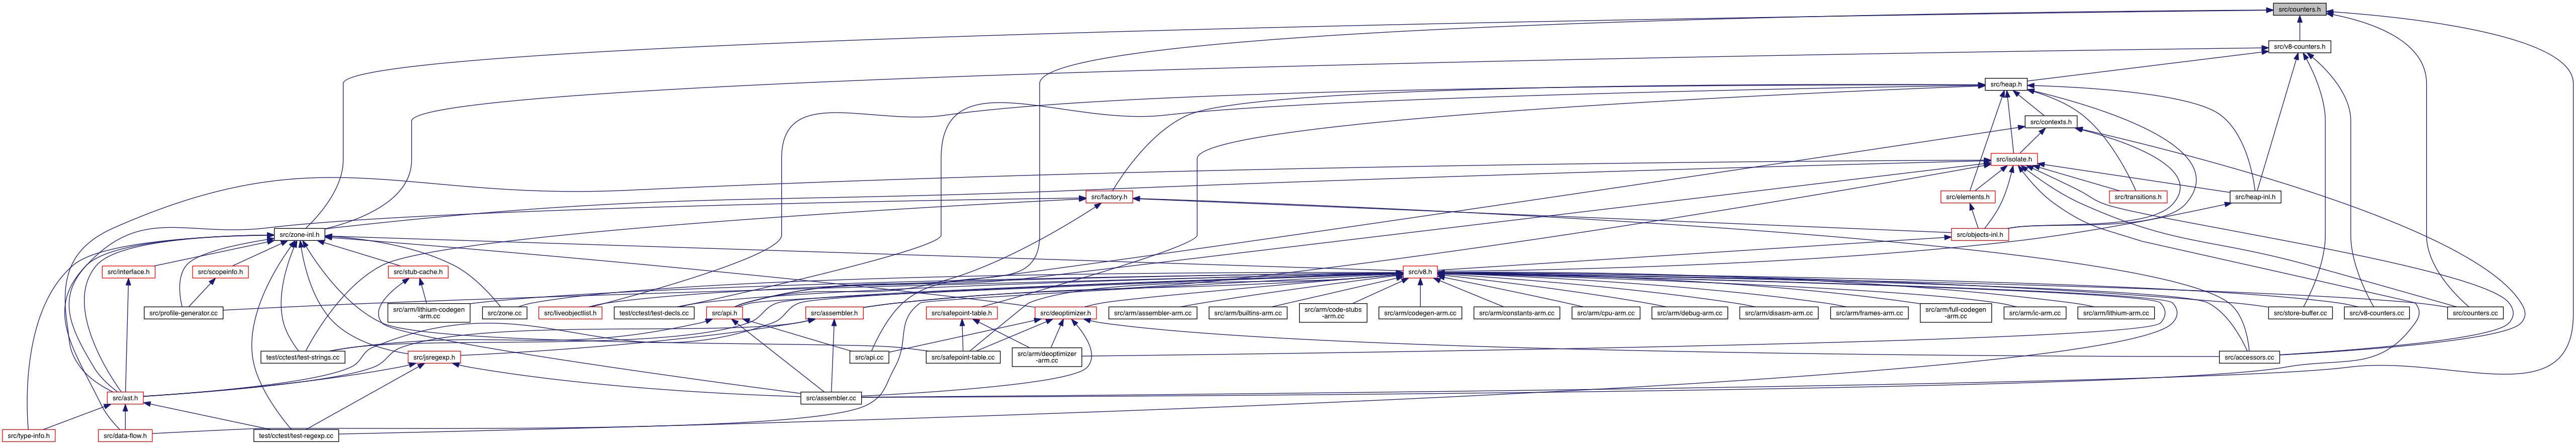 src/counters.h
src/v8-counters.h
src/heap.h
src/contexts.h
src/isolate.h
src/factory.h
src/elements.h
src/transitions.h
src/heap-inl.h
src/zone-inl.h
src/objects-inl.h
src/interface.h
src/scopeinfo.h
src/stub-cache.h
src/v8.h
src/profile-generator.cc
src/arm/lithium-codegen
-arm.cc
src/zone.cc
src/liveobjectlist.h
test/cctest/test-decls.cc
src/api.h
src/assembler.h
src/safepoint-table.h
src/deoptimizer.h
src/arm/assembler-arm.cc
src/arm/builtins-arm.cc
src/arm/code-stubs
-arm.cc
src/arm/codegen-arm.cc
src/arm/constants-arm.cc
src/arm/cpu-arm.cc
src/arm/debug-arm.cc
src/arm/disasm-arm.cc
src/arm/frames-arm.cc
src/arm/full-codegen
-arm.cc
src/arm/ic-arm.cc
src/arm/lithium-arm.cc
src/store-buffer.cc
src/v8-counters.cc
src/counters.cc
test/cctest/test-strings.cc
src/jsregexp.h
src/api.cc
src/safepoint-table.cc
src/arm/deoptimizer
-arm.cc
src/accessors.cc
src/ast.h
src/assembler.cc
src/type-info.h
src/data-flow.h
test/cctest/test-regexp.cc